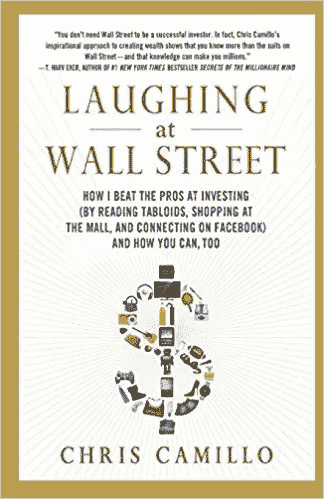 "You don't need Wall Street to be a successful investor. In fact, Chris Camillo's
inspirational approach to creating wealth shows that you know more than the suits on
Wall Street—and that knowledge can make you millions."
—T. HARV EKER, AUTHOR OF #1 NEW YORK TIMES BESTSELLER SECRETS OF THE MILLIONAIRE MIND
LAUGHING
at
WALL STREET
HOW I BEAT THE PROS AT INVESTING
(BY READING TABLOIDS, SHOPPING AT
THE MALL, AND CONNECTING ON FACEBOOK)
AND HOW YOU CAN, TOO
CHRIS CAMILLO